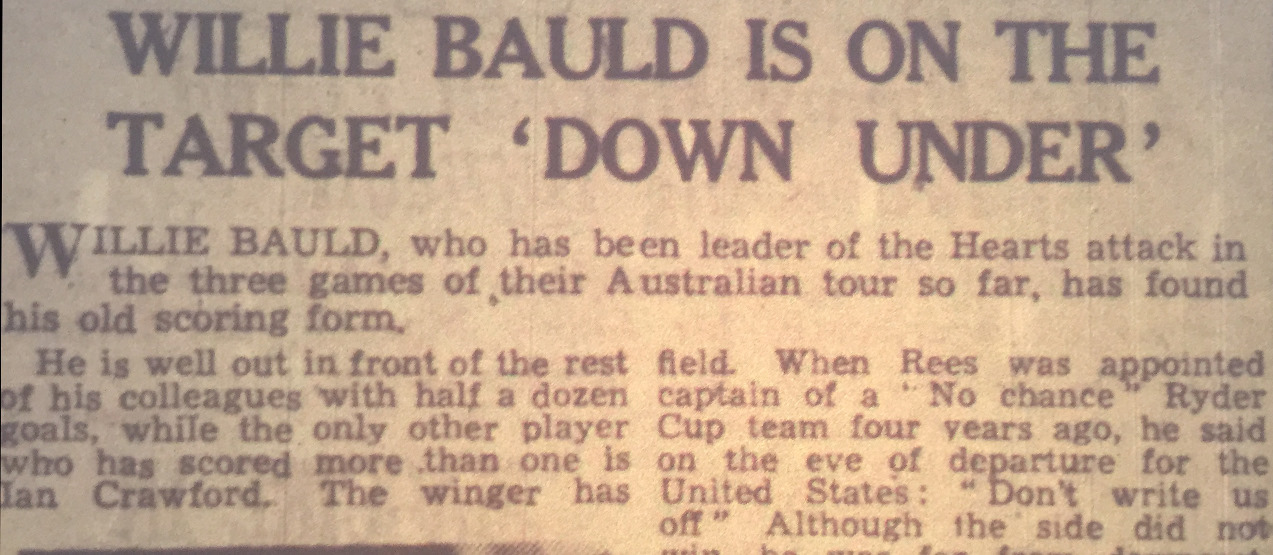 WILLIE BAULD IS ON THE
TARGET ‘DOWN UNDER’
WILLIE BAULD, who has been leader of the Hearts attack in
the three games of their Australian tour so far, has found
his old scoring form.
He is well out in front of the rest
of his colleagues with half a dozen
goals, while the only other player
who has scored more than one is
Ian Crawford. The winger has
field. When Rees was appointed
captain of a “No chance” Ryder
Cup team four years ago, he said
on the eve of departure for the
United States: “Don't write us
off” Although the side did not